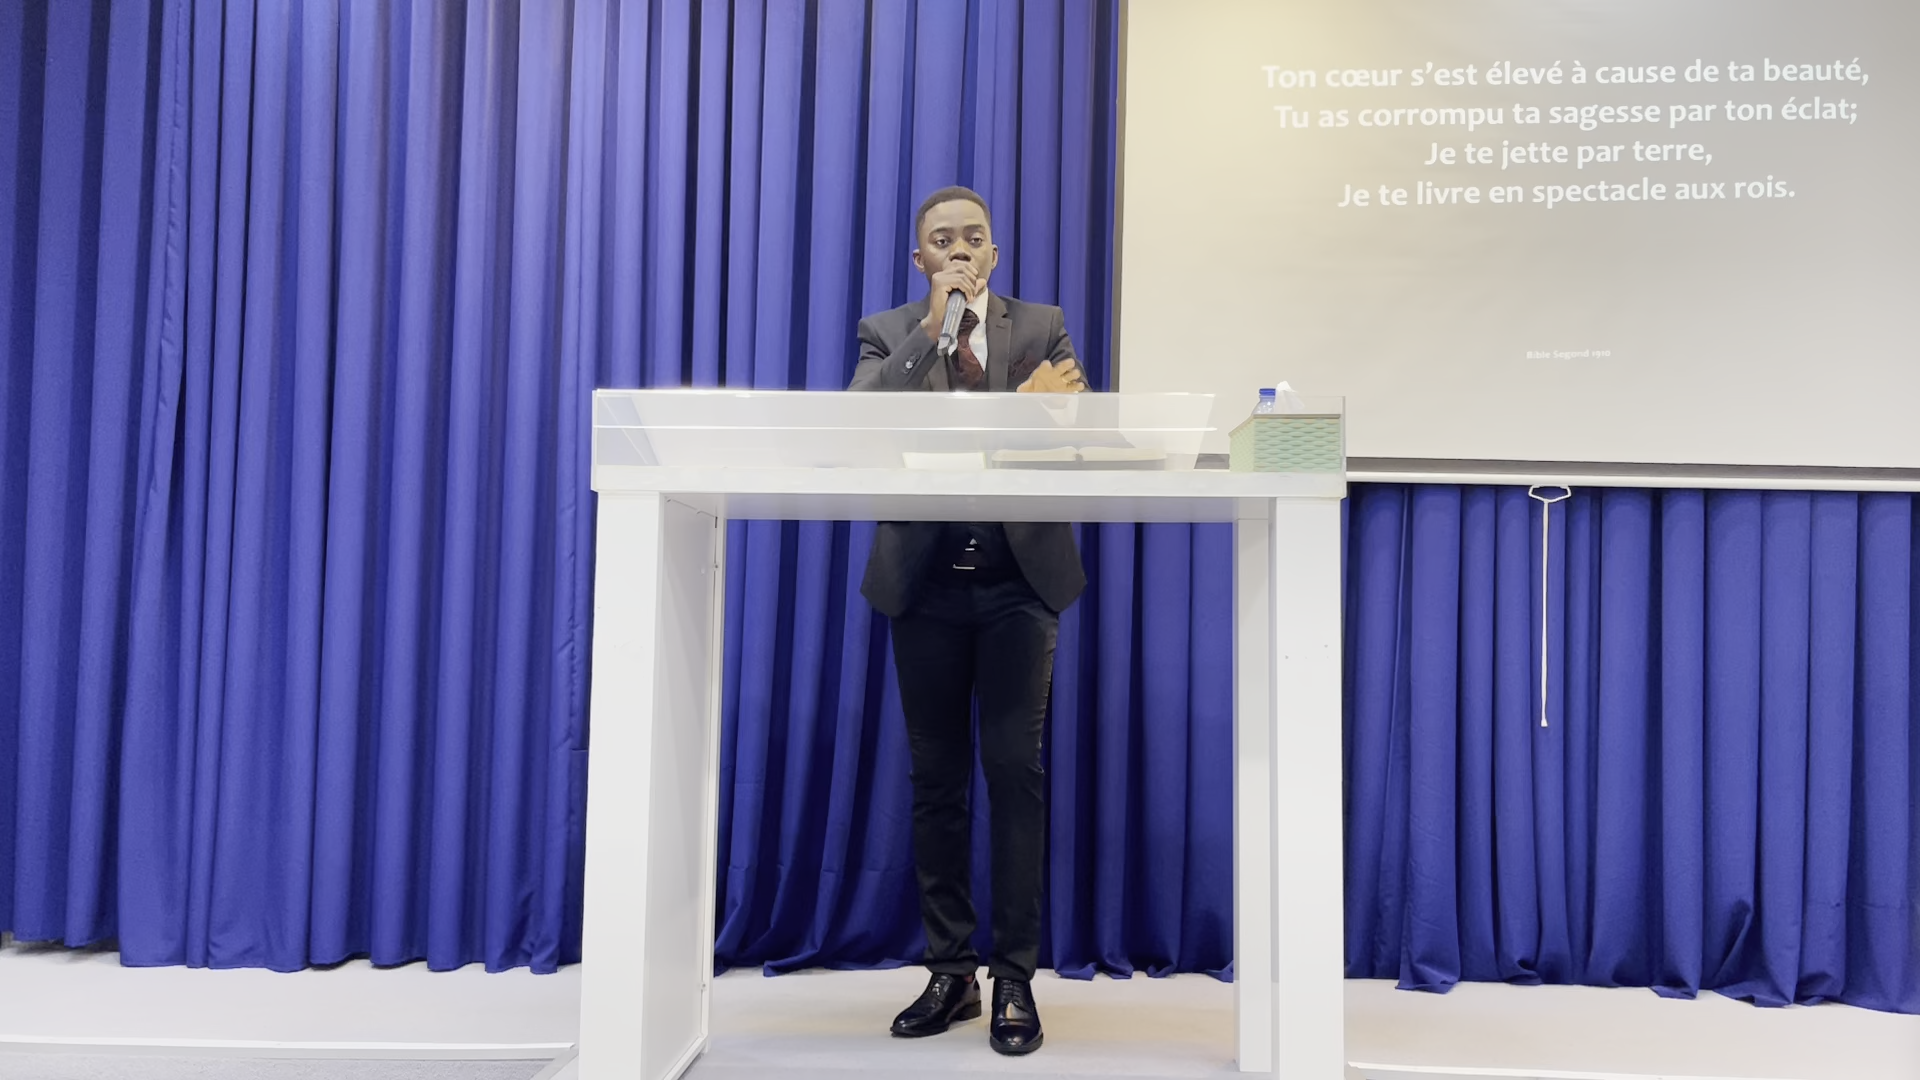 Ton cœur s’est élevé à cause de ta beauté,
Tu as corrompu ta sagesse par ton éclat;
Je te jette par terre,
Je te livre en spectacle aux rois.
Bible Segond 1910